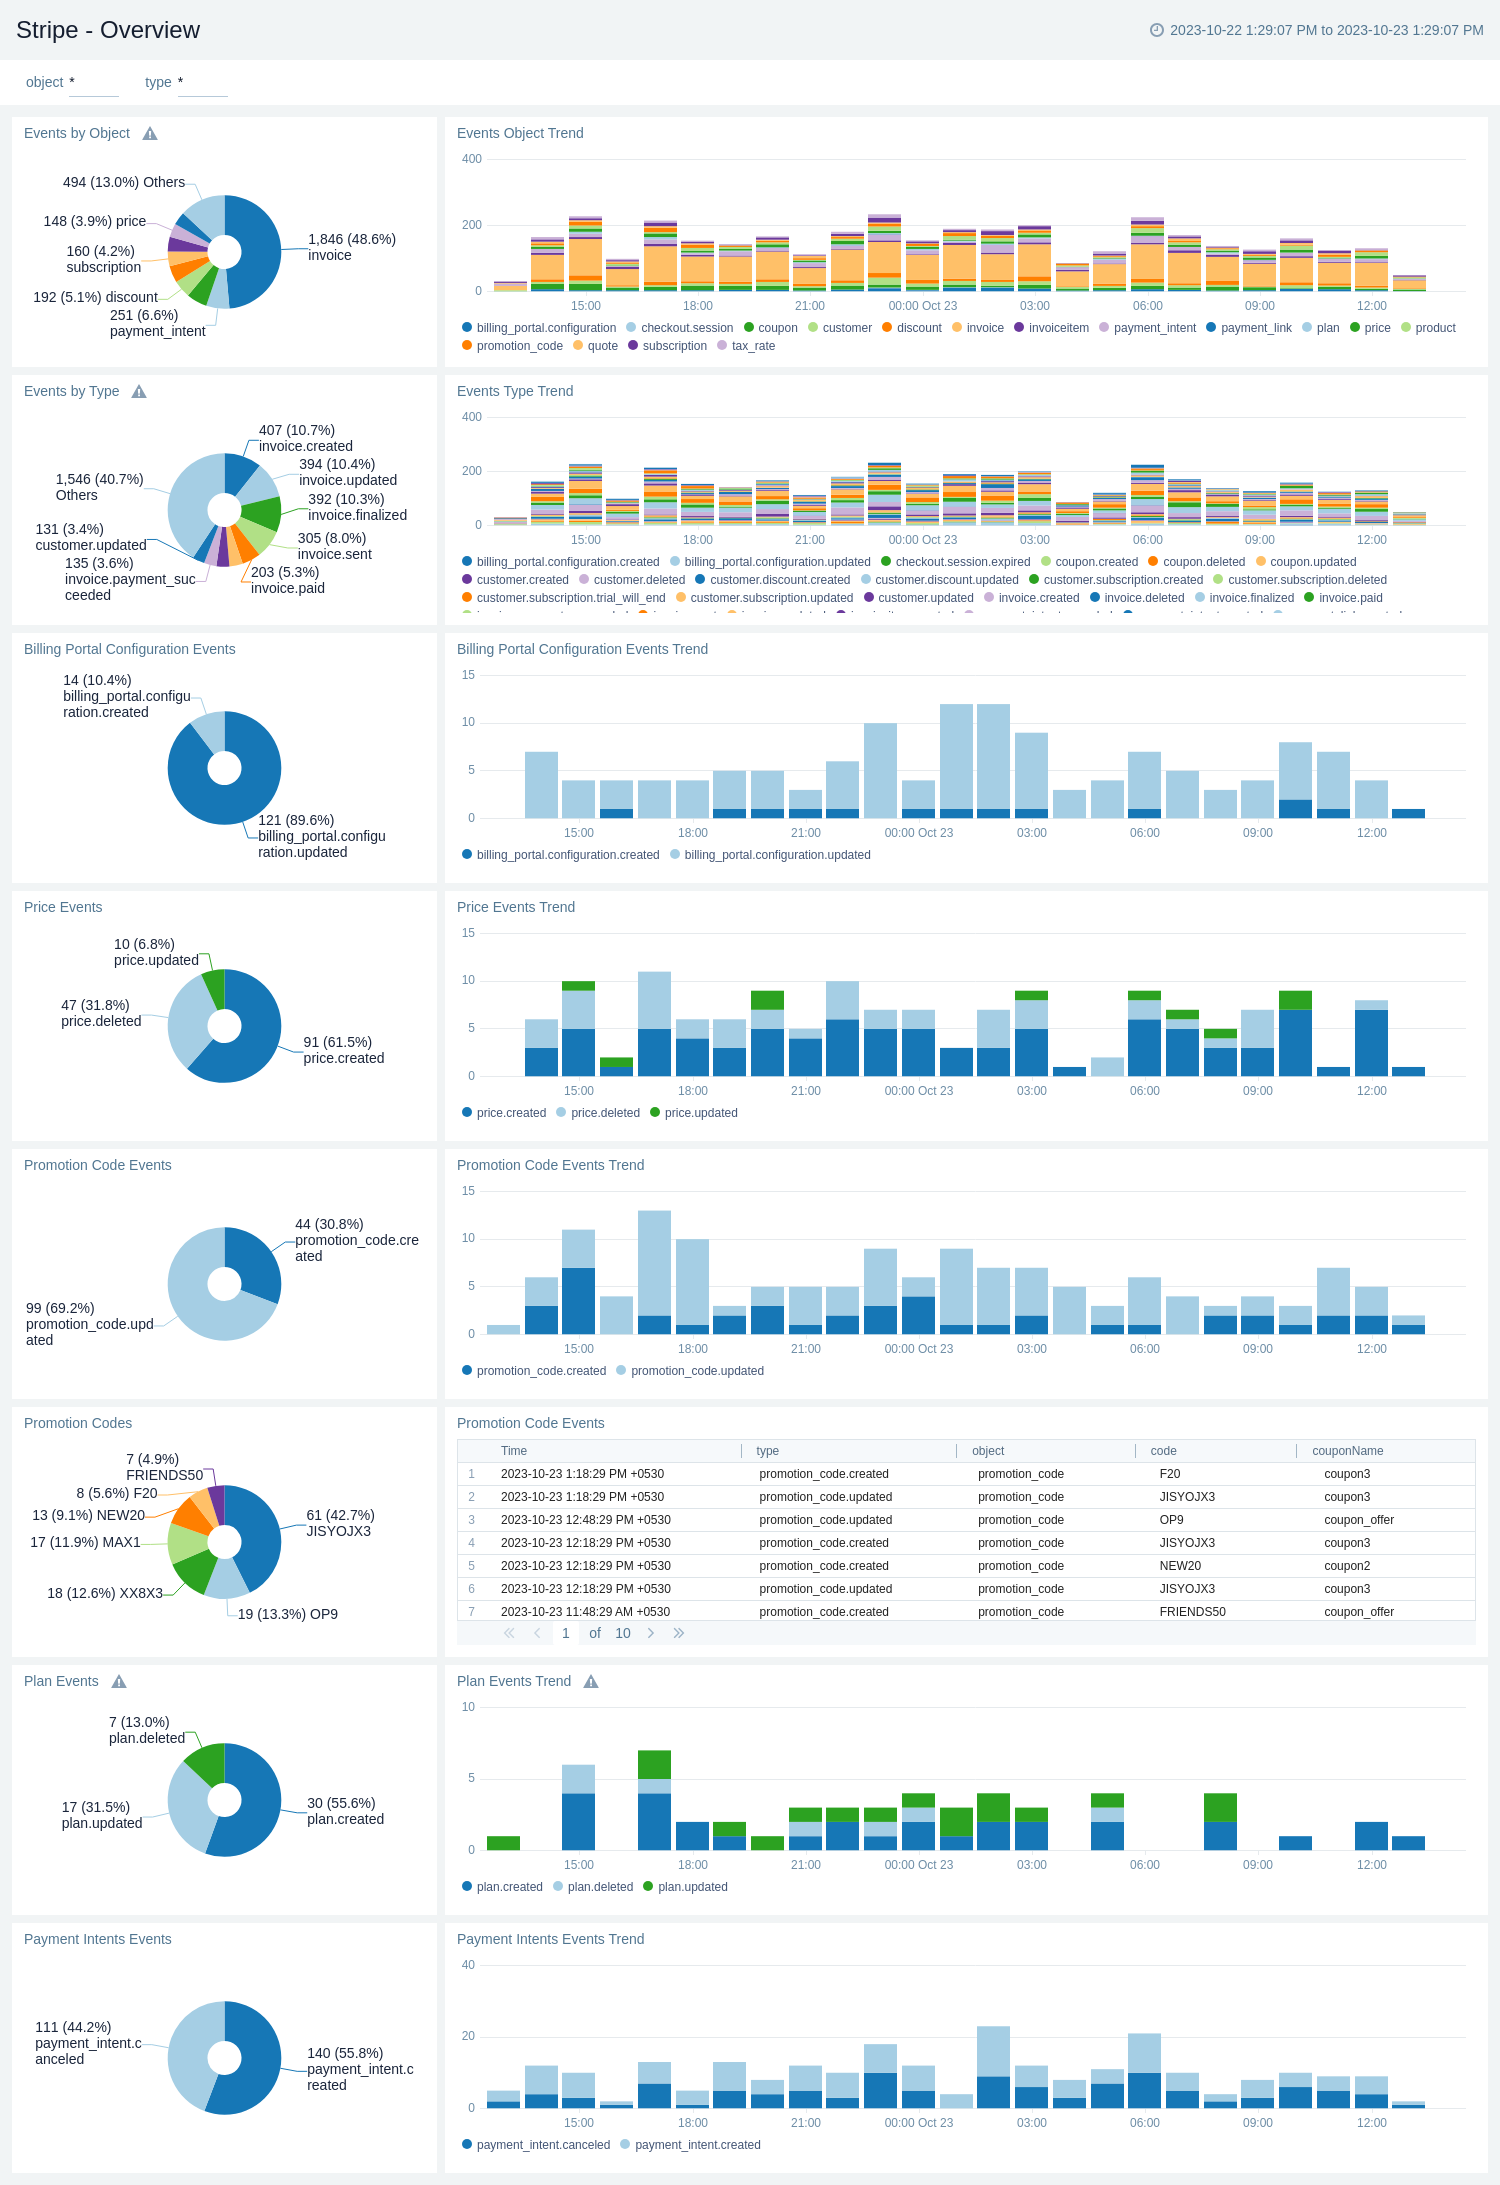 Stripe - Overview
2023-10-22 1:29:07 PM to 2023-10-23 1:29:07 PM
object *
type *
Events by Object
494 (13.0%) Others
148 (3.9%) price
160 (4.2%)
subscription
192 (5.1%) discount
251 (6.6%)
payment_intent
1,846 (48.6%)
invoice
Events Object Trend
400
200
0
15:00 18:00 21:00 00:00 Oct 23 03:00 06:00 09:00 12:00
billing_portal.configuration checkout.session coupon customer discount invoice invoiceitem payment_intent payment_link plan price product
promotion_code quote subscription tax_rate
Events by Type
407 (10.7%)
invoice.created
394 (10.4%)
invoice.updated
392 (10.3%)
invoice.finalized
305 (8.0%)
invoice.sent
203 (5.3%)
invoice.paid
135 (3.6%)
invoice.payment_suc
ceeded
131 (3.4%)
customer.updated
1,546 (40.7%)
Others
Events Type Trend
400
200
0
15:00 18:00 21:00 00:00 Oct 23 03:00 06:00 09:00 12:00
billing_portal.configuration.created billing_portal.configuration.updated checkout.session.expired coupon.created coupon.deleted coupon.updated
customer.created customer.deleted customer.discount.created customer.discount.updated customer.subscription.created customer.subscription.deleted
customer.subscription.trial_will_end customer.subscription.updated customer.updated invoice.created invoice.deleted invoice.finalized invoice.paid
Billing Portal Configuration Events
14 (10.4%)
billing_portal.configu
ration.created
121 (89.6%)
billing_portal.configu
ration.updated
Billing Portal Configuration Events Trend
15
10
5
0
15:00 18:00 21:00 00:00 Oct 23 03:00 06:00 09:00 12:00
billing_portal.configuration.created billing_portal.configuration.updated
Price Events
10 (6.8%)
price.updated
47 (31.8%)
price.deleted
91 (61.5%)
price.created
Price Events Trend
15
10
5
0
15:00 18:00 21:00 00:00 Oct 23 03:00 06:00 09:00 12:00
price.created price.deleted price.updated
Promotion Code Events
44 (30.8%)
promotion_code.cre
ated
99 (69.2%)
promotion_code.upd
ated
Promotion Code Events Trend
15
10
5
0
15:00 18:00 21:00 00:00 Oct 23 03:00 06:00 09:00 12:00
promotion_code.created promotion_code.updated
Promotion Codes
7 (4.9%)
FRIENDS50
8 (5.6%) F20
13 (9.1%) NEW20
17 (11.9%) MAX1
18 (12.6%) XX8X3
19 (13.3%) OP9
61 (42.7%)
JISYOJX3
Promotion Code Events
Time type object code couponName
1 2023-10-23 1:18:29 PM +0530 promotion_code.created promotion_code F20 coupon3
2 2023-10-23 1:18:29 PM +0530 promotion_code.updated promotion_code JISYOJX3 coupon3
3 2023-10-23 12:48:29 PM +0530 promotion_code.updated promotion_code OP9 coupon_offer
4 2023-10-23 12:18:29 PM +0530 promotion_code.created promotion_code JISYOJX3 coupon3
5 2023-10-23 12:18:29 PM +0530 promotion_code.created promotion_code NEW20 coupon2
6 2023-10-23 12:18:29 PM +0530 promotion_code.updated promotion_code JISYOJX3 coupon3
7 2023-10-23 11:48:29 AM +0530 promotion_code.created promotion_code FRIENDS50 coupon_offer
1 of 10
Plan Events
7 (13.0%)
plan.deleted
17 (31.5%)
plan.updated
30 (55.6%)
plan.created
Plan Events Trend
10
5
0
15:00 18:00 21:00 00:00 Oct 23 03:00 06:00 09:00 12:00
plan.created plan.deleted plan.updated
Payment Intents Events
111 (44.2%)
payment_intent.c
anceled
140 (55.8%)
payment_intent.c
reated
Payment Intents Events Trend
40
20
0
15:00 18:00 21:00 00:00 Oct 23 03:00 06:00 09:00 12:00
payment_intent.canceled payment_intent.created